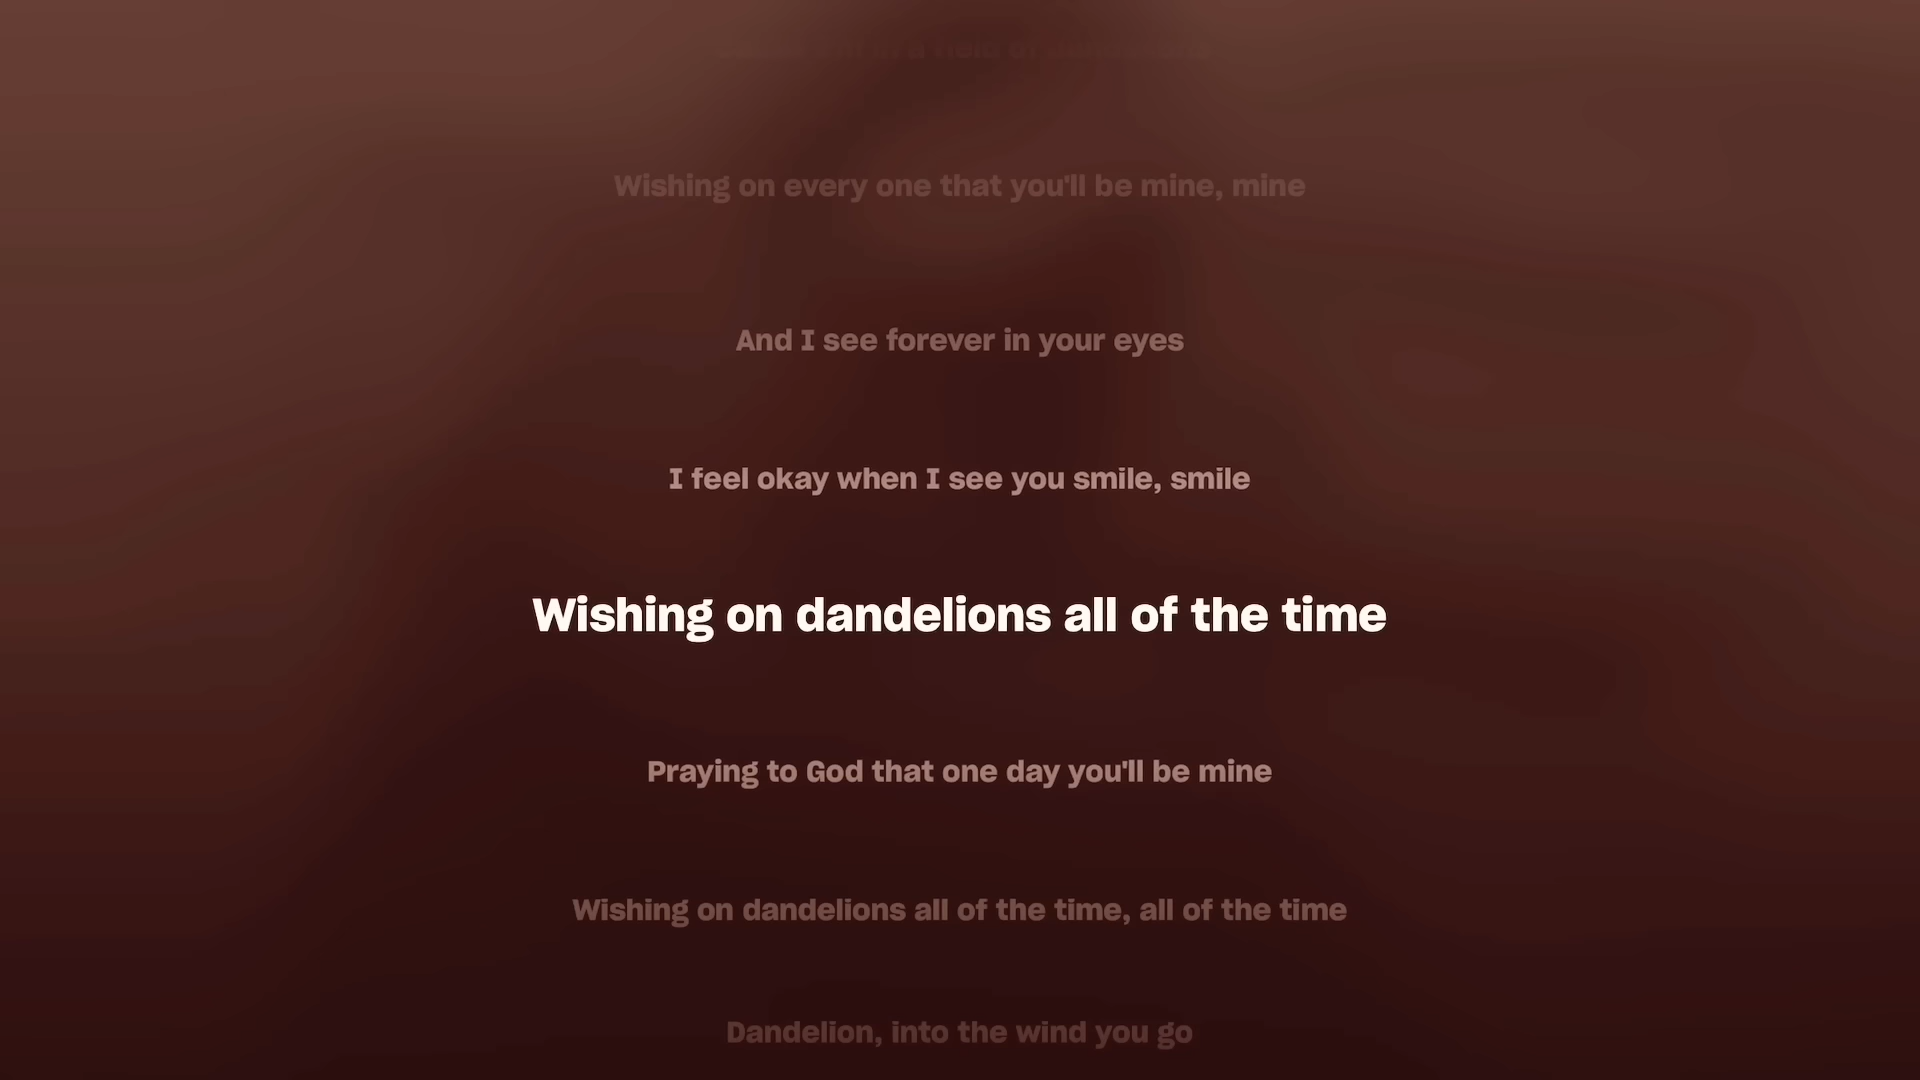 a field of
Wishing on every one that you'll be mine, mine
And I see forever in your eyes
I feel okay when I see you smile, smile
Wishing on dandelions all of the time
Praying to God that one day you'll be mine
Wishing on dandelions all of the time, all of the time
Dandelion, into the wind you go